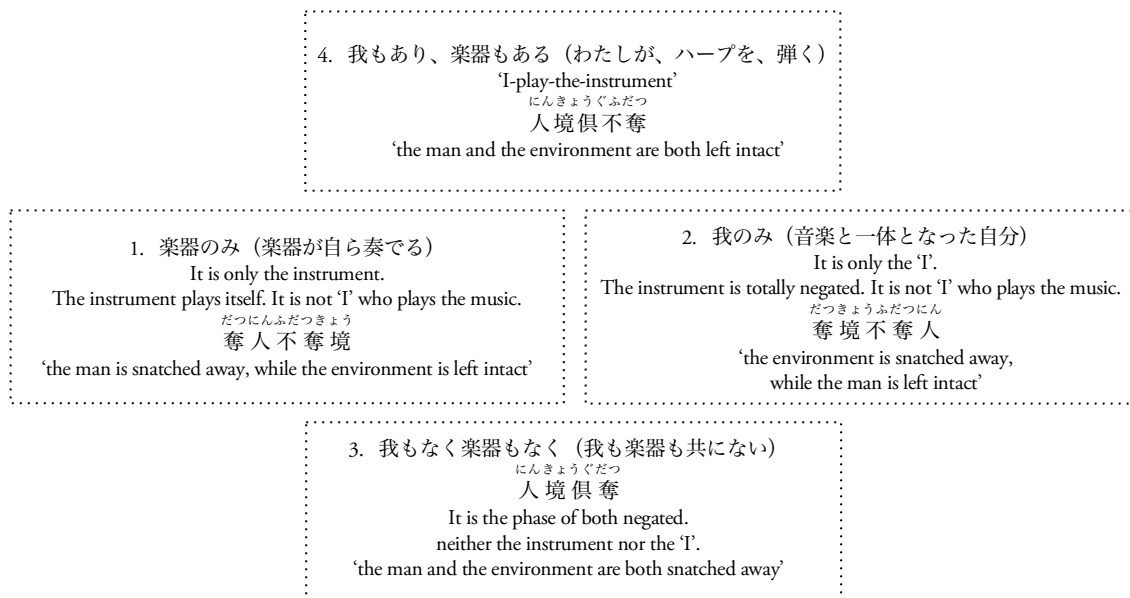 4. 我もあり、楽器もある（わたしが、ハープを、弾く）
‘I-play-the-instrument’
にんきょうぐふだつ
人境倶不奪
‘the man and the environment are both left intact’
1. 楽器のみ（楽器が自ら奏でる）
It is only the instrument.
The instrument plays itself. It is not ‘I’ who plays the music.
だつにんふだつきょう
奪人不奪境
‘the man is snatched away, while the environment is left intact’
2. 我のみ（音楽と一体となった自分）
It is only the ‘I’.
The instrument is totally negated. It is not ‘I’ who plays the music.
だつきょうふだつにん
奪境不奪人
‘the environment is snatched away,
while the man is left intact’
3. 我もなく楽器もなく（我も楽器も共にない）
にんきょうぐだつ
人境倶奪
It is the phase of both negated.
neither the instrument nor the ‘I’.
‘the man and the environment are both snatched away’